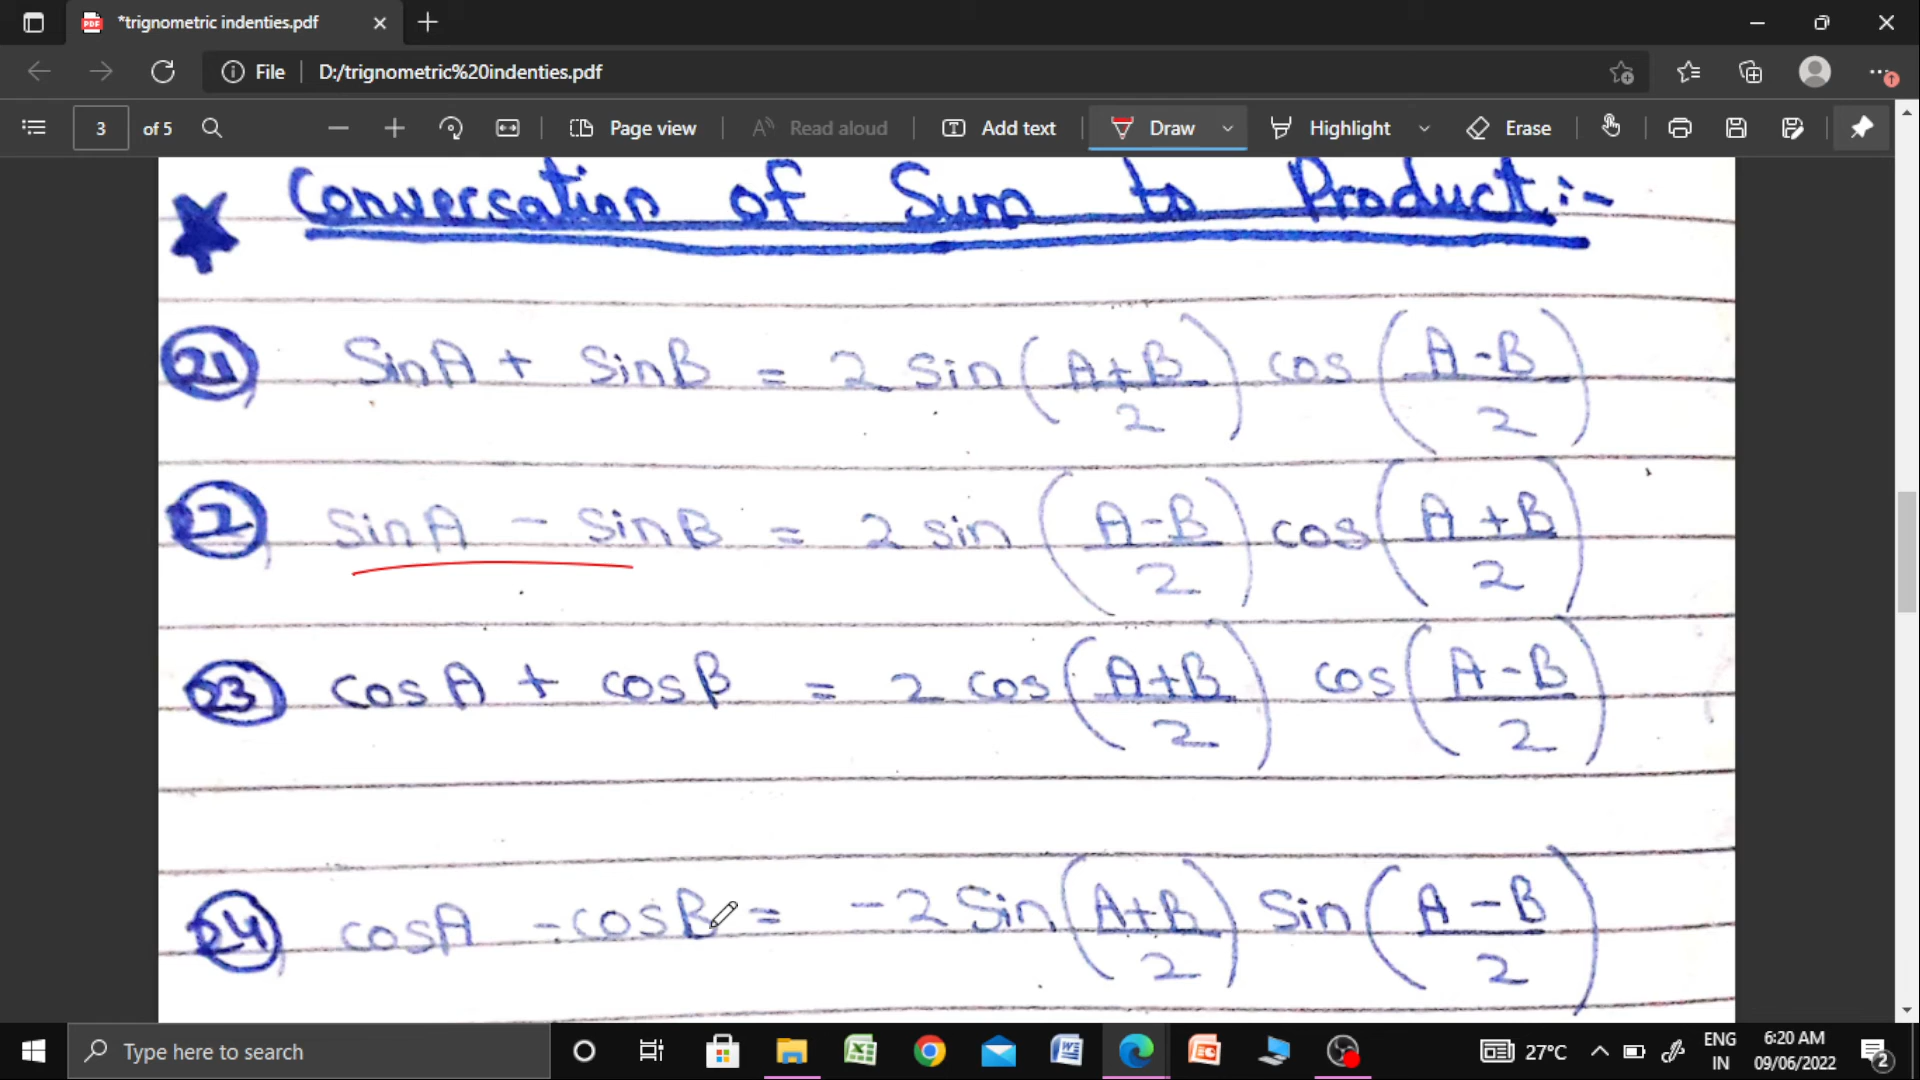 *trignometric indenties.pdf
File D:/trignometric%20indenties.pdf
3 of 5 Page view Read aloud Add text Draw Highlight Erase
Conversation of Sum to Product:-
21 SinA + sinB = 2 sin(A+B/2) cos(A-B/2)
22 sinA - sinB = 2 sin(A-B/2) cos(A+B/2)
23 cosA + cosB = 2 cos(A+B/2) cos(A-B/2)
24 cosA - cosB = -2 Sin(A+B/2) Sin(A-B/2)
Type here to search 27°C ENG IN 6:20 AM 09/06/2022 2